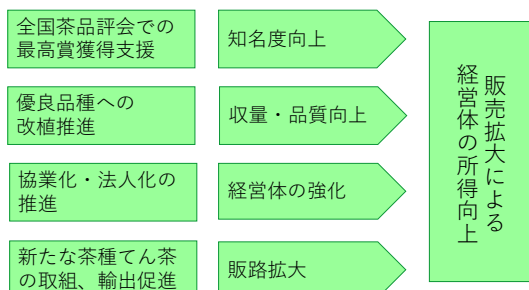 全国茶品評会での
最高賞獲得支援
知名度向上
優良品種への
改植推進
収量・品質向上
協業化・法人化の
推進
経営体の強化
新たな茶種てん茶
の取組、輸出促進
販路拡大
販売拡大による
経営体の所得向上